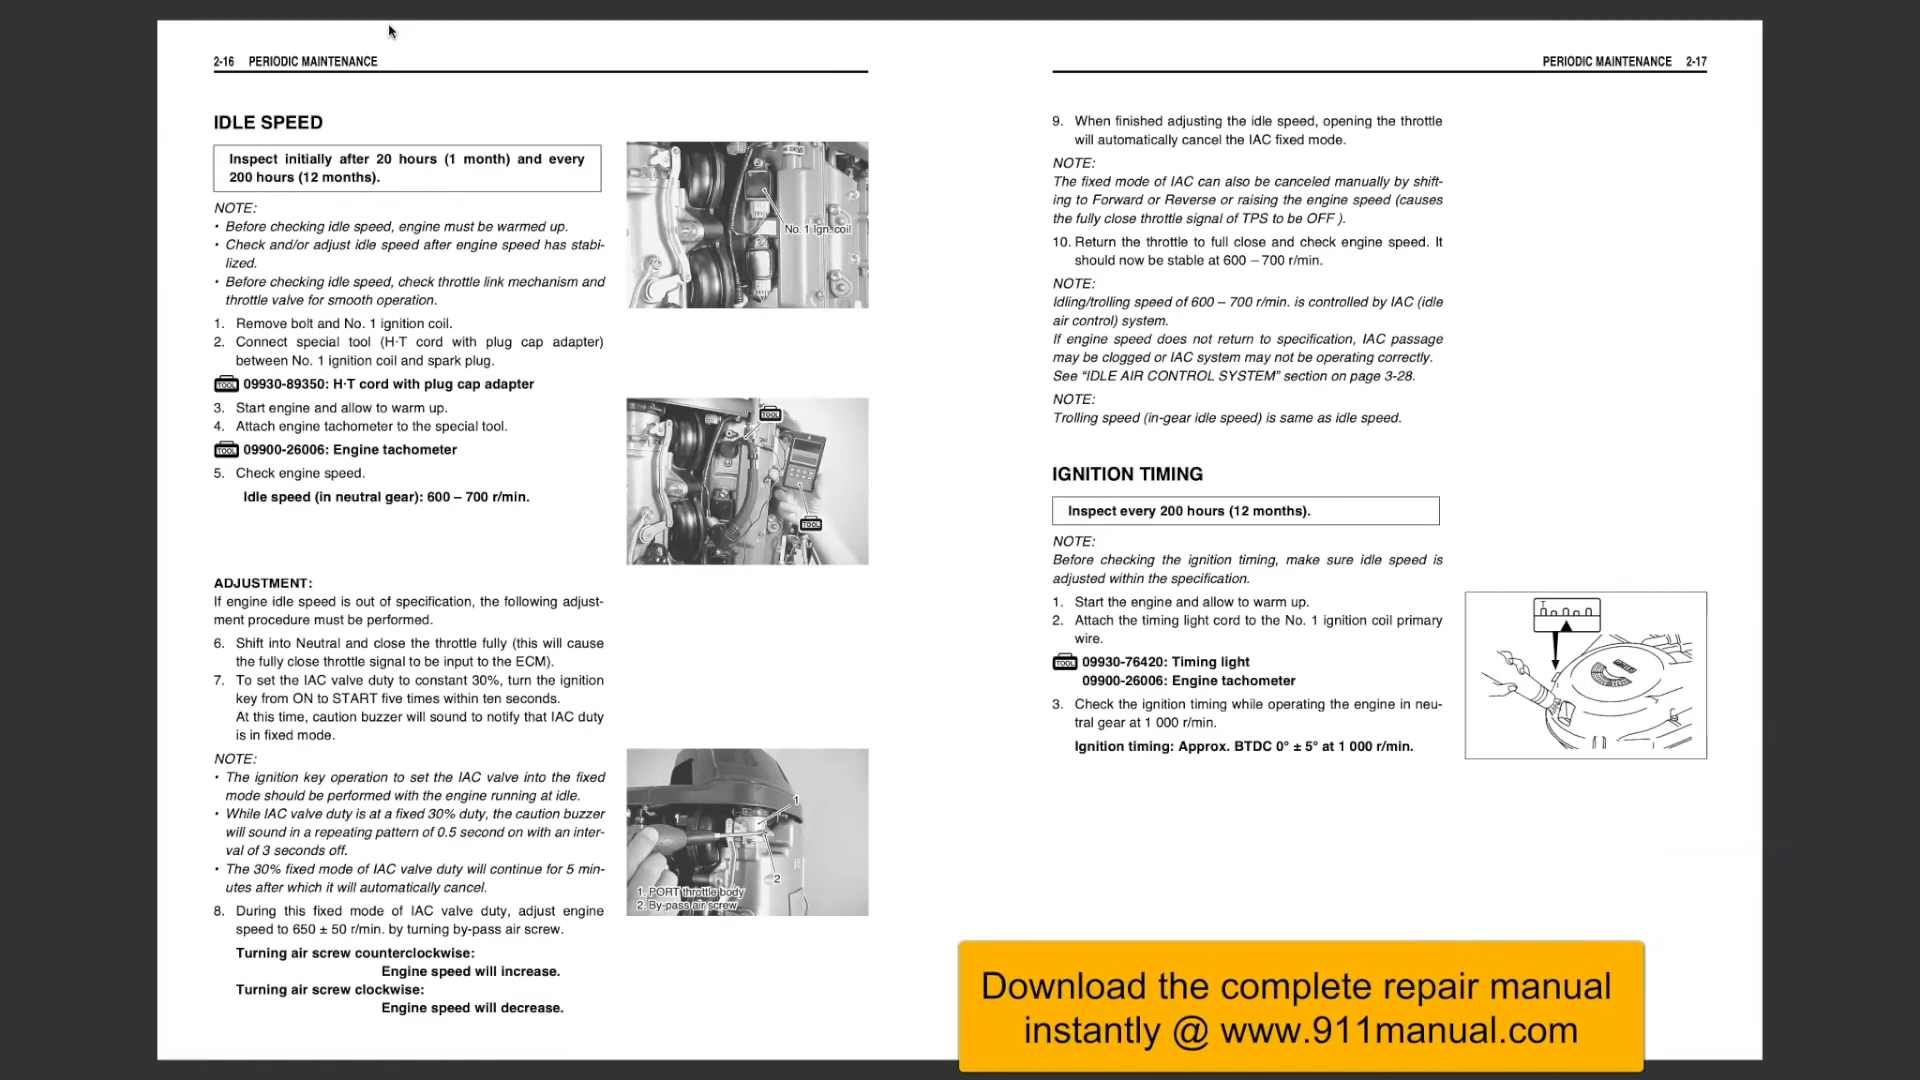 2-16 PERIODIC MAINTENANCE
IDLE SPEED
Inspect initially after 20 hours (1 month) and every
200 hours (12 months).
NOTE:
• Before checking idle speed, engine must be warmed up.
• Check and/or adjust idle speed after engine speed has stabi-
lized.
• Before checking idle speed, check throttle link mechanism and
throttle valve for smooth operation.
1. Remove bolt and No. 1 ignition coil.
2. Connect special tool (H·T cord with plug cap adapter)
between No. 1 ignition coil and spark plug.
TOOL 09930-89350: H·T cord with plug cap adapter
3. Start engine and allow to warm up.
4. Attach engine tachometer to the special tool.
TOOL 09900-26006: Engine tachometer
5. Check engine speed.
Idle speed (in neutral gear): 600 – 700 r/min.
No. 1 Ign. coil
TOOL
TOOL
ADJUSTMENT:
If engine idle speed is out of specification, the following adjust-
ment procedure must be performed.
6. Shift into Neutral and close the throttle fully (this will cause
the fully close throttle signal to be input to the ECM).
7. To set the IAC valve duty to constant 30%, turn the ignition
key from ON to START five times within ten seconds.
At this time, caution buzzer will sound to notify that IAC duty
is in fixed mode.
NOTE:
• The ignition key operation to set the IAC valve into the fixed
mode should be performed with the engine running at idle.
• While IAC valve duty is at a fixed 30% duty, the caution buzzer
will sound in a repeating pattern of 0.5 second on with an inter-
val of 3 seconds off.
• The 30% fixed mode of IAC valve duty will continue for 5 min-
utes after which it will automatically cancel.
8. During this fixed mode of IAC valve duty, adjust engine
speed to 650 ± 50 r/min. by turning by-pass air screw.
Turning air screw counterclockwise:
Engine speed will increase.
Turning air screw clockwise:
Engine speed will decrease.
1
2
1. PORT throttle body
2. By-pass air screw
PERIODIC MAINTENANCE 2-17
9. When finished adjusting the idle speed, opening the throttle
will automatically cancel the IAC fixed mode.
NOTE:
The fixed mode of IAC can also be canceled manually by shift-
ing to Forward or Reverse or raising the engine speed (causes
the fully close throttle signal of TPS to be OFF ).
10. Return the throttle to full close and check engine speed. It
should now be stable at 600 – 700 r/min.
NOTE:
Idling/trolling speed of 600 – 700 r/min. is controlled by IAC (idle
air control) system.
If engine speed does not return to specification, IAC passage
may be clogged or IAC system may not be operating correctly.
See “IDLE AIR CONTROL SYSTEM” section on page 3-28.
NOTE:
Trolling speed (in-gear idle speed) is same as idle speed.
IGNITION TIMING
Inspect every 200 hours (12 months).
NOTE:
Before checking the ignition timing, make sure idle speed is
adjusted within the specification.
1. Start the engine and allow to warm up.
2. Attach the timing light cord to the No. 1 ignition coil primary
wire.
TOOL 09930-76420: Timing light
09900-26006: Engine tachometer
3. Check the ignition timing while operating the engine in neu-
tral gear at 1 000 r/min.
Ignition timing: Approx. BTDC 0° ± 5° at 1 000 r/min.
T
Download the complete repair manual
instantly @ www.911manual.com